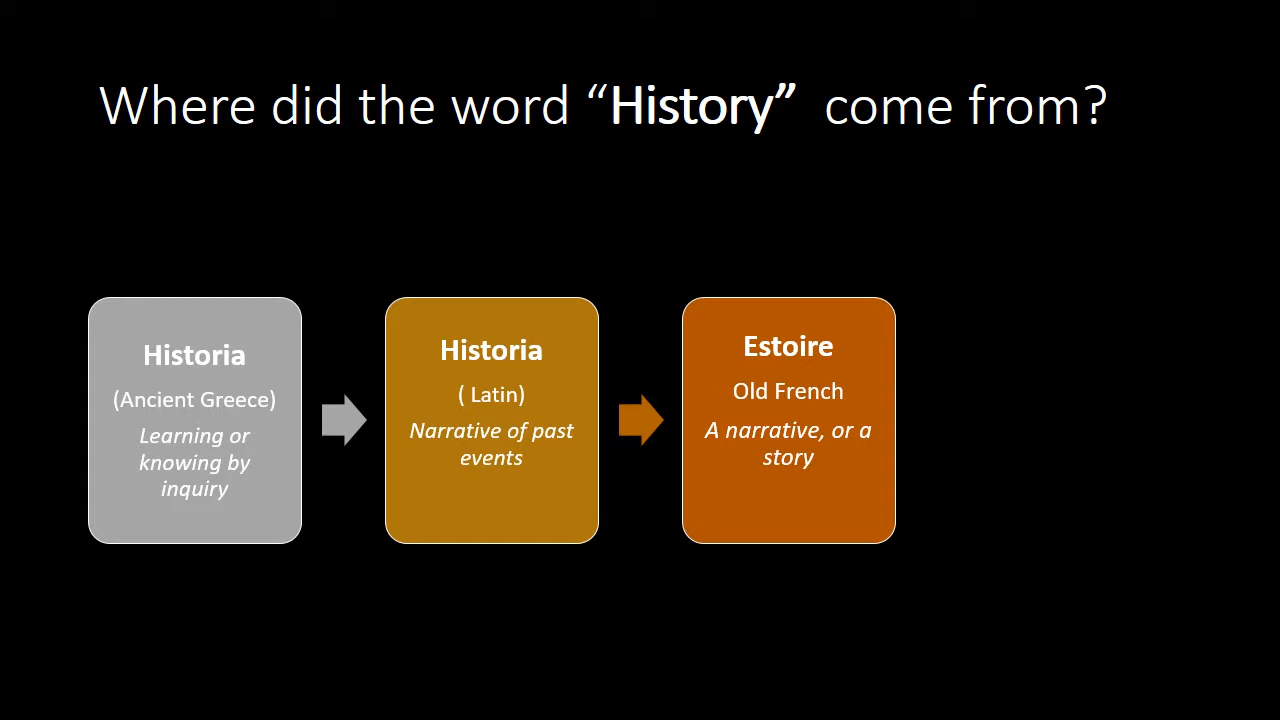 Where did the word “History” come from?
Historia
(Ancient Greece)
Learning or
knowing by
inquiry
Historia
( Latin)
Narrative of past
events
Estoire
Old French
A narrative, or a
story